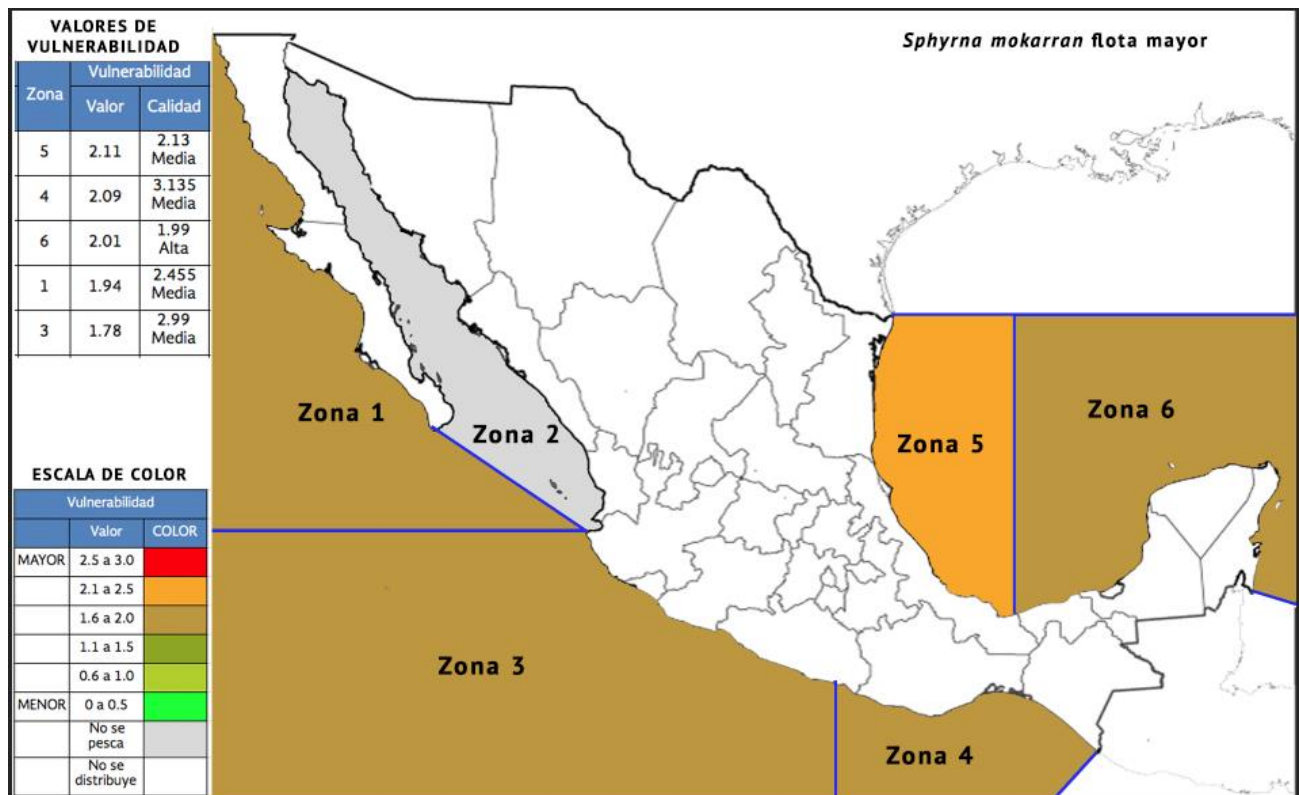 VALORES DE
VULNERABILIDAD
Zona
Vulnerabilidad
Valor
Calidad
5
2.11
2.13
Media
4
2.09
3.135
Media
6
2.01
1.99
Alta
1
1.94
2.455
Media
3
1.78
2.99
Media
Sphyrna mokarran flota mayor
Zona 1
Zona 2
Zona 3
Zona 4
Zona 5
Zona 6
ESCALA DE COLOR
Vulnerabilidad
Valor
COLOR
MAYOR
2.5 a 3.0
2.1 a 2.5
1.6 a 2.0
1.1 a 1.5
0.6 a 1.0
MENOR
0 a 0.5
No se
pesca
No se
distribuye